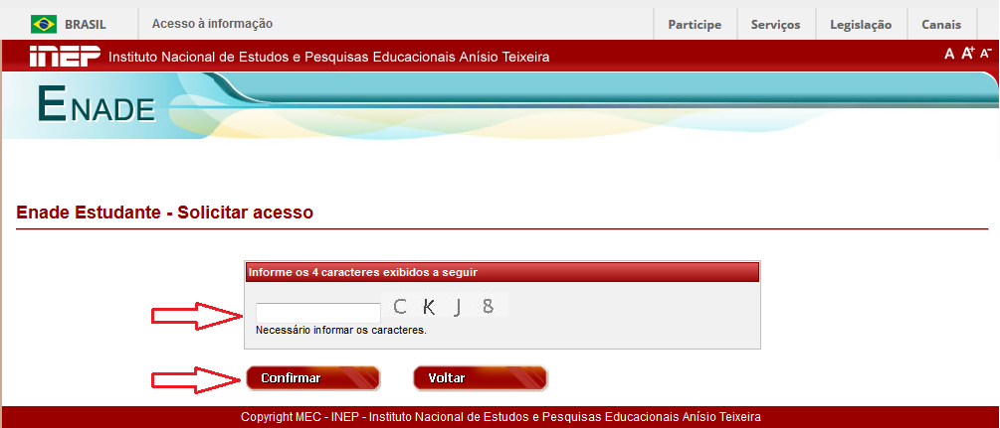 BRASIL Acesso à informação Participe Serviços Legislação Canais
INEP Instituto Nacional de Estudos e Pesquisas Educacionais Anísio Teixeira A A+ A-
ENADE
Enade Estudante - Solicitar acesso
Informe os 4 caracteres exibidos a seguir
C K J 8
Necessário informar os caracteres.
Confirmar Voltar
Copyright MEC - INEP - Instituto Nacional de Estudos e Pesquisas Educacionais Anísio Teixeira